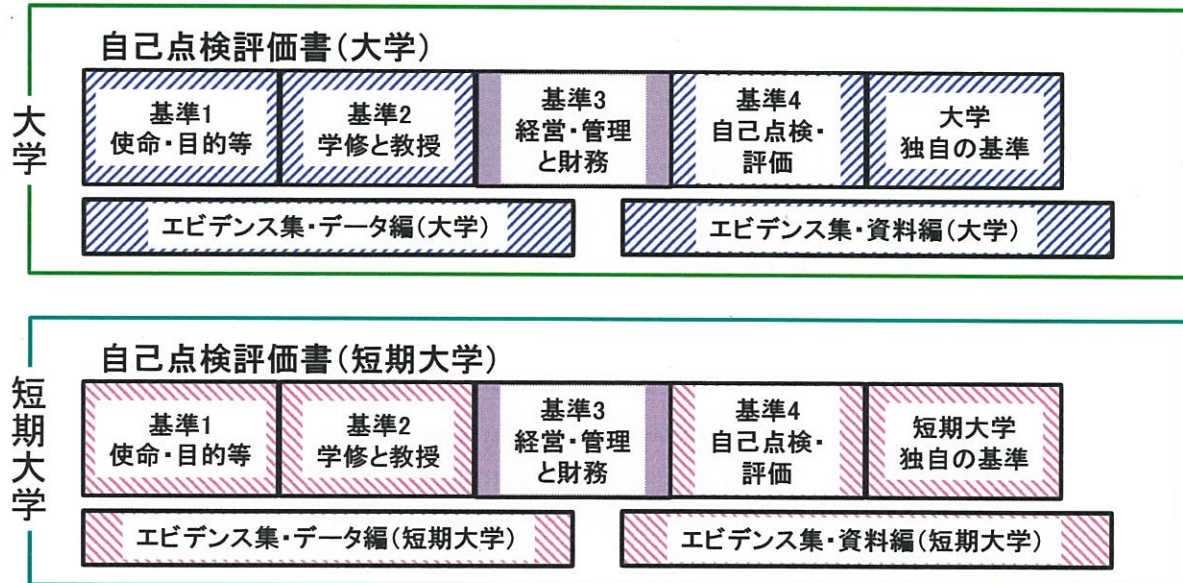 大学
自己点検評価書(大学)
基準1
使命・目的等
基準2
学修と教授
基準3
経営・管理
と財務
基準4
自己点検・
評価
大学
独自の基準
エビデンス集・データ編(大学)
エビデンス集・資料編(大学)
短期大学
自己点検評価書(短期大学)
基準1
使命・目的等
基準2
学修と教授
基準3
経営・管理
と財務
基準4
自己点検・
評価
短期大学
独自の基準
エビデンス集・データ編(短期大学)
エビデンス集・資料編(短期大学)